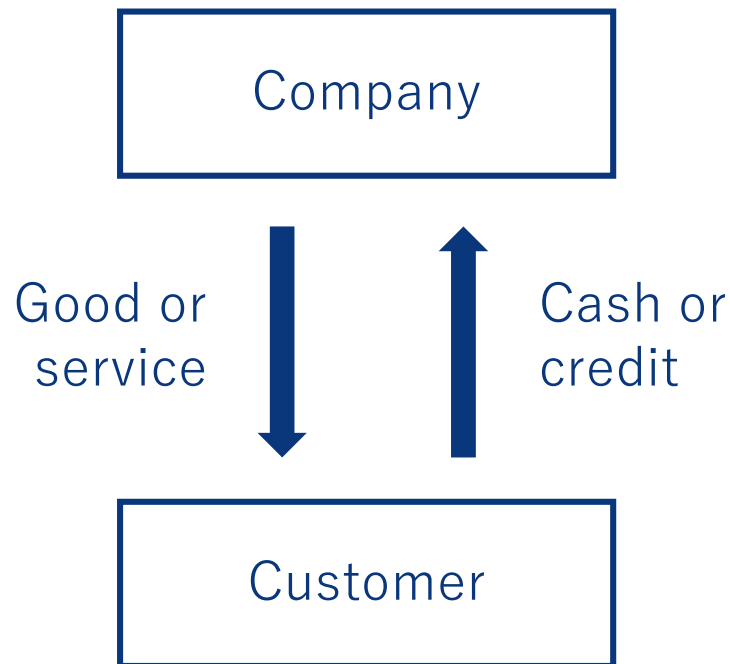 Company
Good or
service
Cash or
credit
Customer